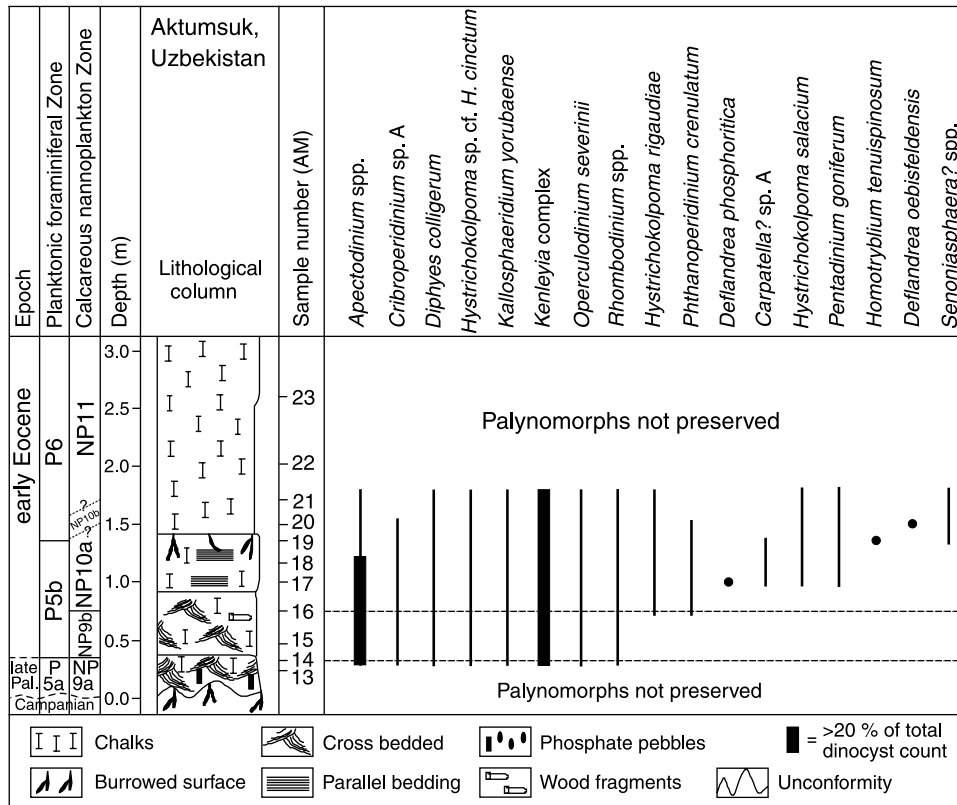 Epoch
Planktonic foraminiferal Zone
Calcareous nannoplankton Zone
Depth (m)
Aktumsuk,
Uzbekistan
Lithological
column
Sample number (AM)
Apectodinium spp.
Cribroperidinium sp. A
Diphyes colligerum
Hystrichokolpoma sp. cf. H. cinctum
Kallosphaeridium yorubaense
Kenleyia complex
Operculodinium severinii
Rhombodinium spp.
Hystrichokolpoma rigaudiae
Phthanoperidinium crenulatum
Deflandrea phosphoritica
Carpatella? sp. A
Hystrichokolpoma salacium
Pentadinium goniferum
Homotryblium tenuispinosum
Deflandrea oebisfeldensis
Senoniasphaera? spp.
early Eocene
late
Pal.
Campanian
P6
P5b
P
5a
NP11
?
NP10b
?
NP10a
NP9b
NP
9a
3.0
2.5
2.0
1.5
1.0
0.5
0.0
23
22
21
20
19
18
17
16
15
14
13
Palynomorphs not preserved
Palynomorphs not preserved
Chalks
Cross bedded
Phosphate pebbles
= >20 % of total
dinocyst count
Burrowed surface
Parallel bedding
Wood fragments
Unconformity